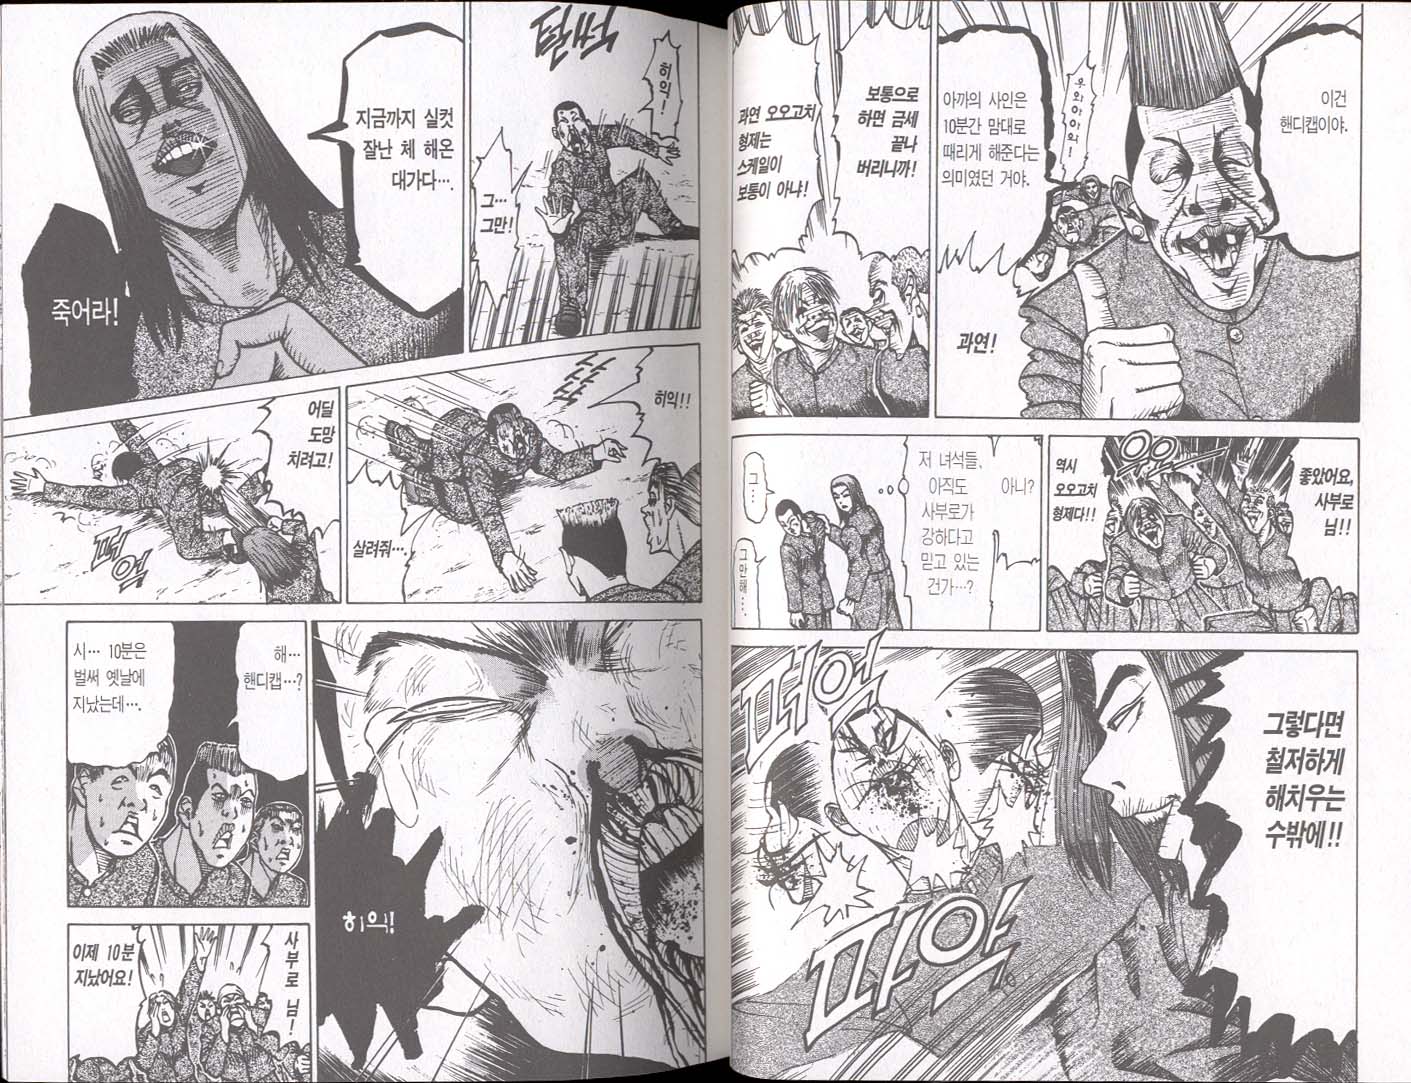 이건
핸디캡이야.
우와아아아!
아까의 사인은
10분간 맘대로
때리게 해준다는
의미였던 거야.
과연!
보통으로
하면 금세
끝나
버리니까!
과연 오오고치
형제는
스케일이
보통이 아냐!
좋았어요,
사부로
님!!
와아
역시
오오고치
형제다!!
아니?
저 녀석들,
아직도
사부로가
강하다고
믿고 있는
건가…?
그…
그만해….
그렇다면
철저하게
해치우는
수밖에!!
퍼억
파악
털썩
히익!
그…
그만!
지금까지 실컷
잘난 체 해온
대가다….
죽어라!
히익!!
살려줘….
어딜
도망
치려고!
퍼억
히익!
해…
핸디캡…?
시… 10분은
벌써 옛날에
지났는데….
사부로 님!
이제 10분
지났어요!